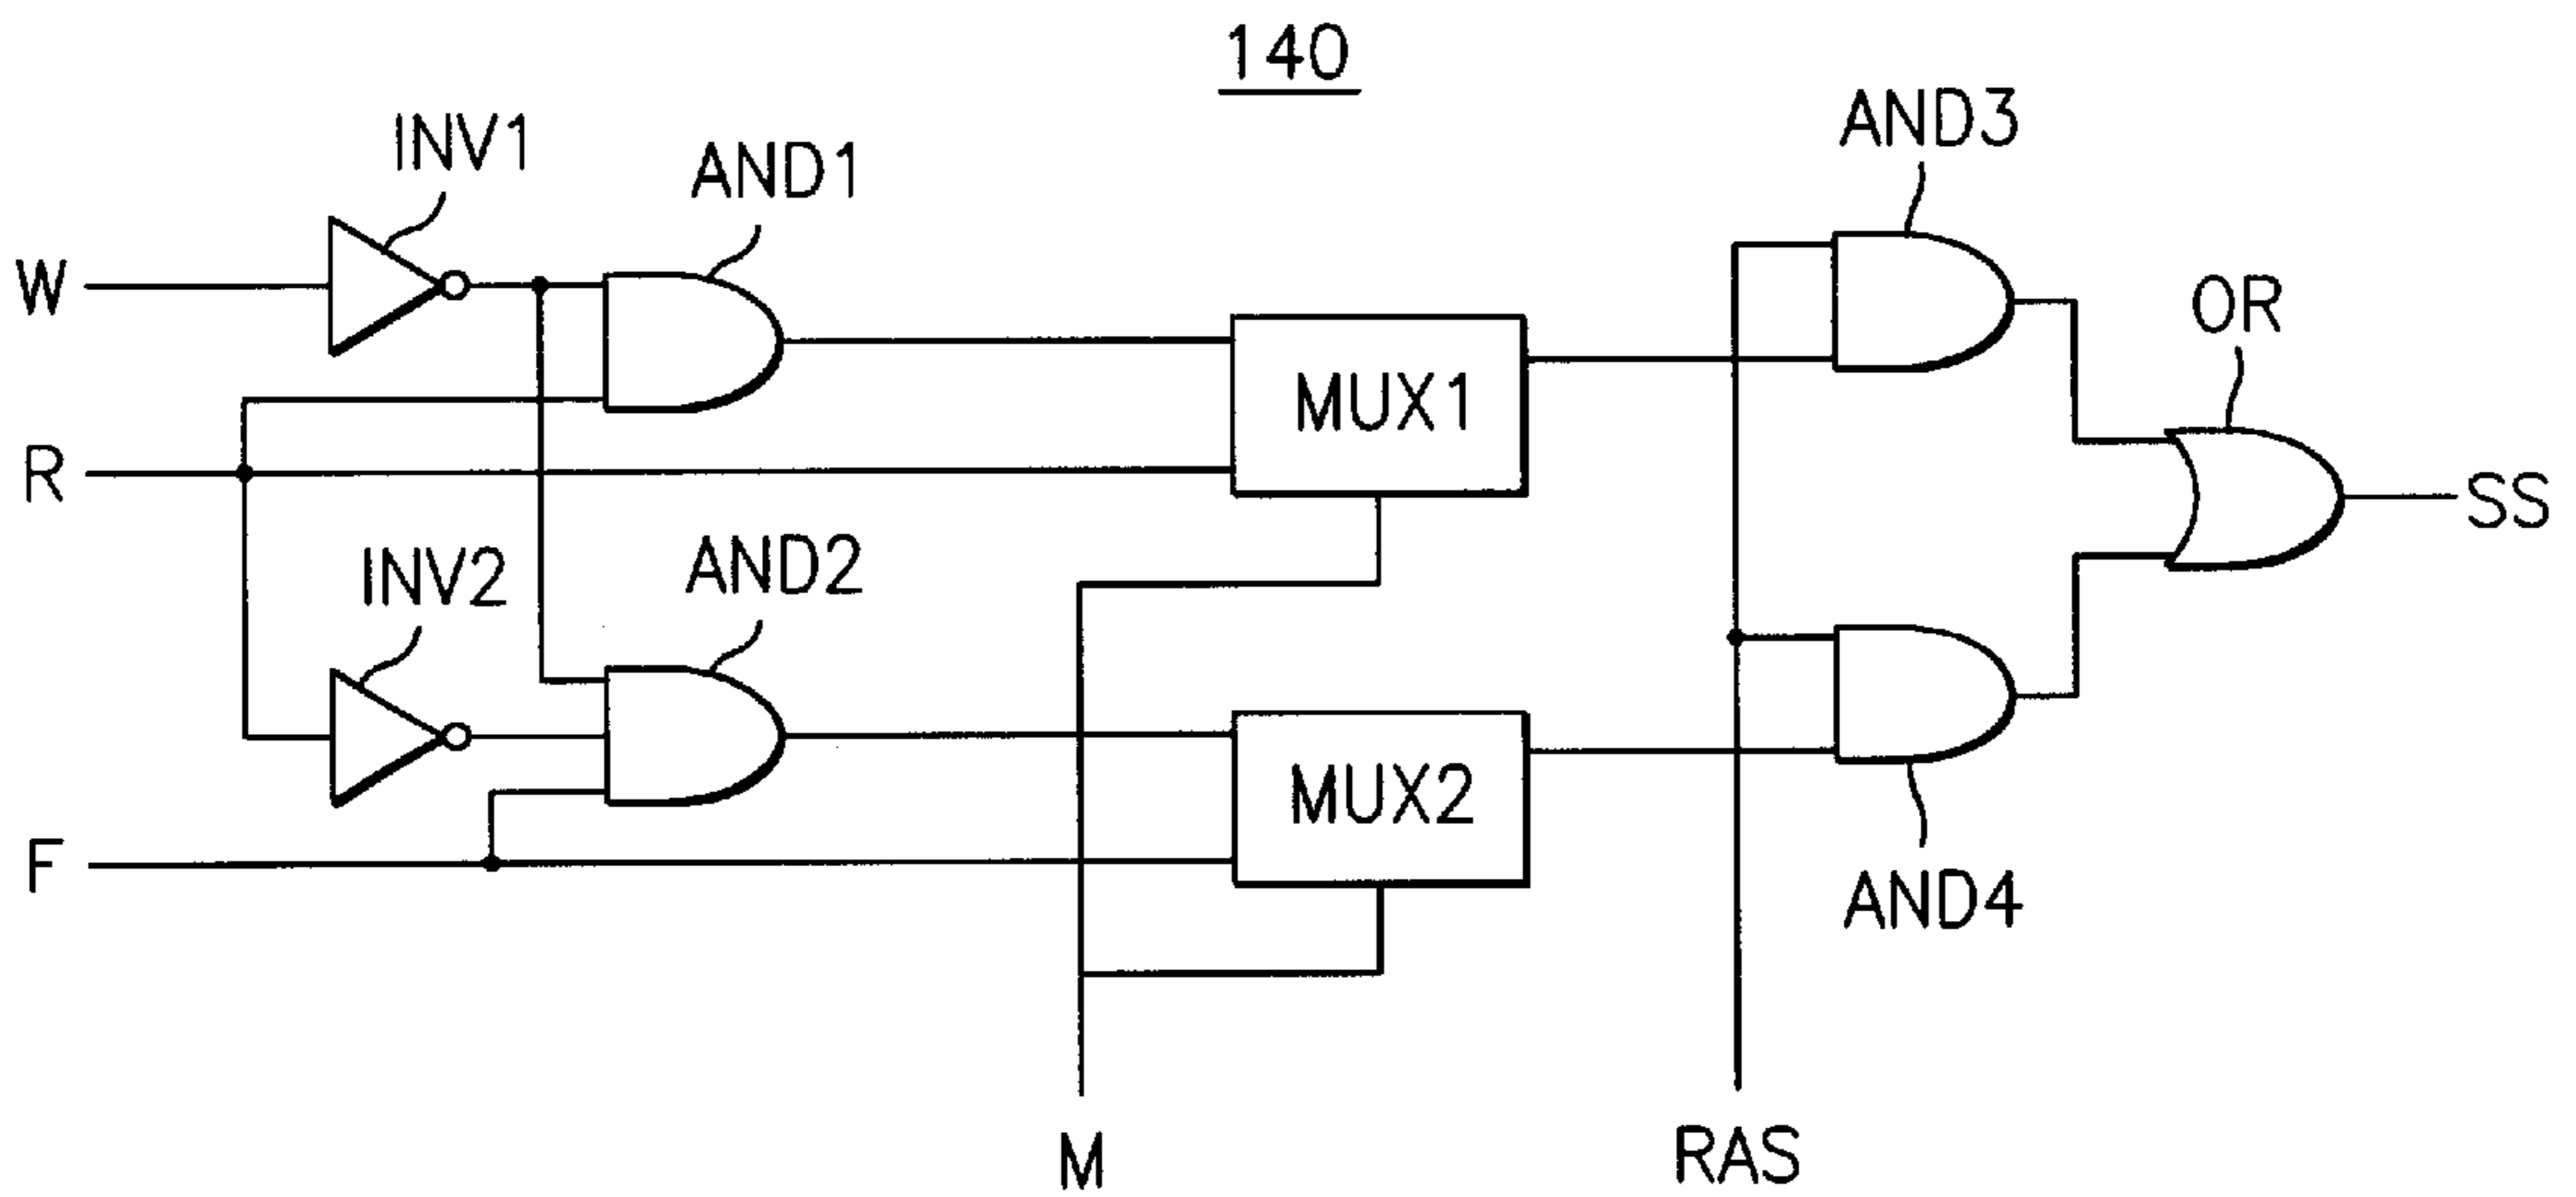 140
INV1
AND1
AND3
W
OR
MUX1
R
SS
INV2
AND2
MUX2
F
AND4
M
RAS